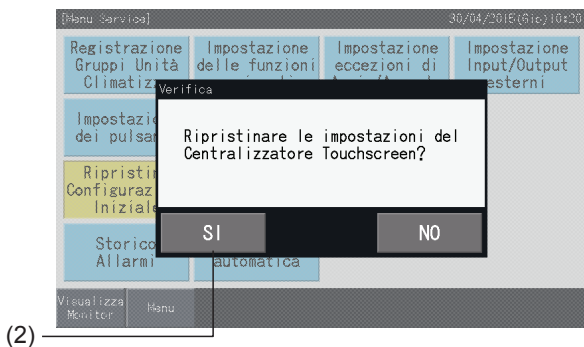 [Menu Service] 30/04/2015(Gio)10:20
Registrazione
Gruppi Unità
Climatiz
Impostazione
delle funzioni
Impostazione
eccezioni di
Impostazione
Input/Output
esterni
Verifica
Ripristinare le impostazioni del
Centralizzatore Touchscreen?
SI NO
Impostazio
dei pulsan
Ripristin
Configuraz
Iniziale
Storico
Allarmi
automatica
Visualizza
Monitor
Menu
(2)